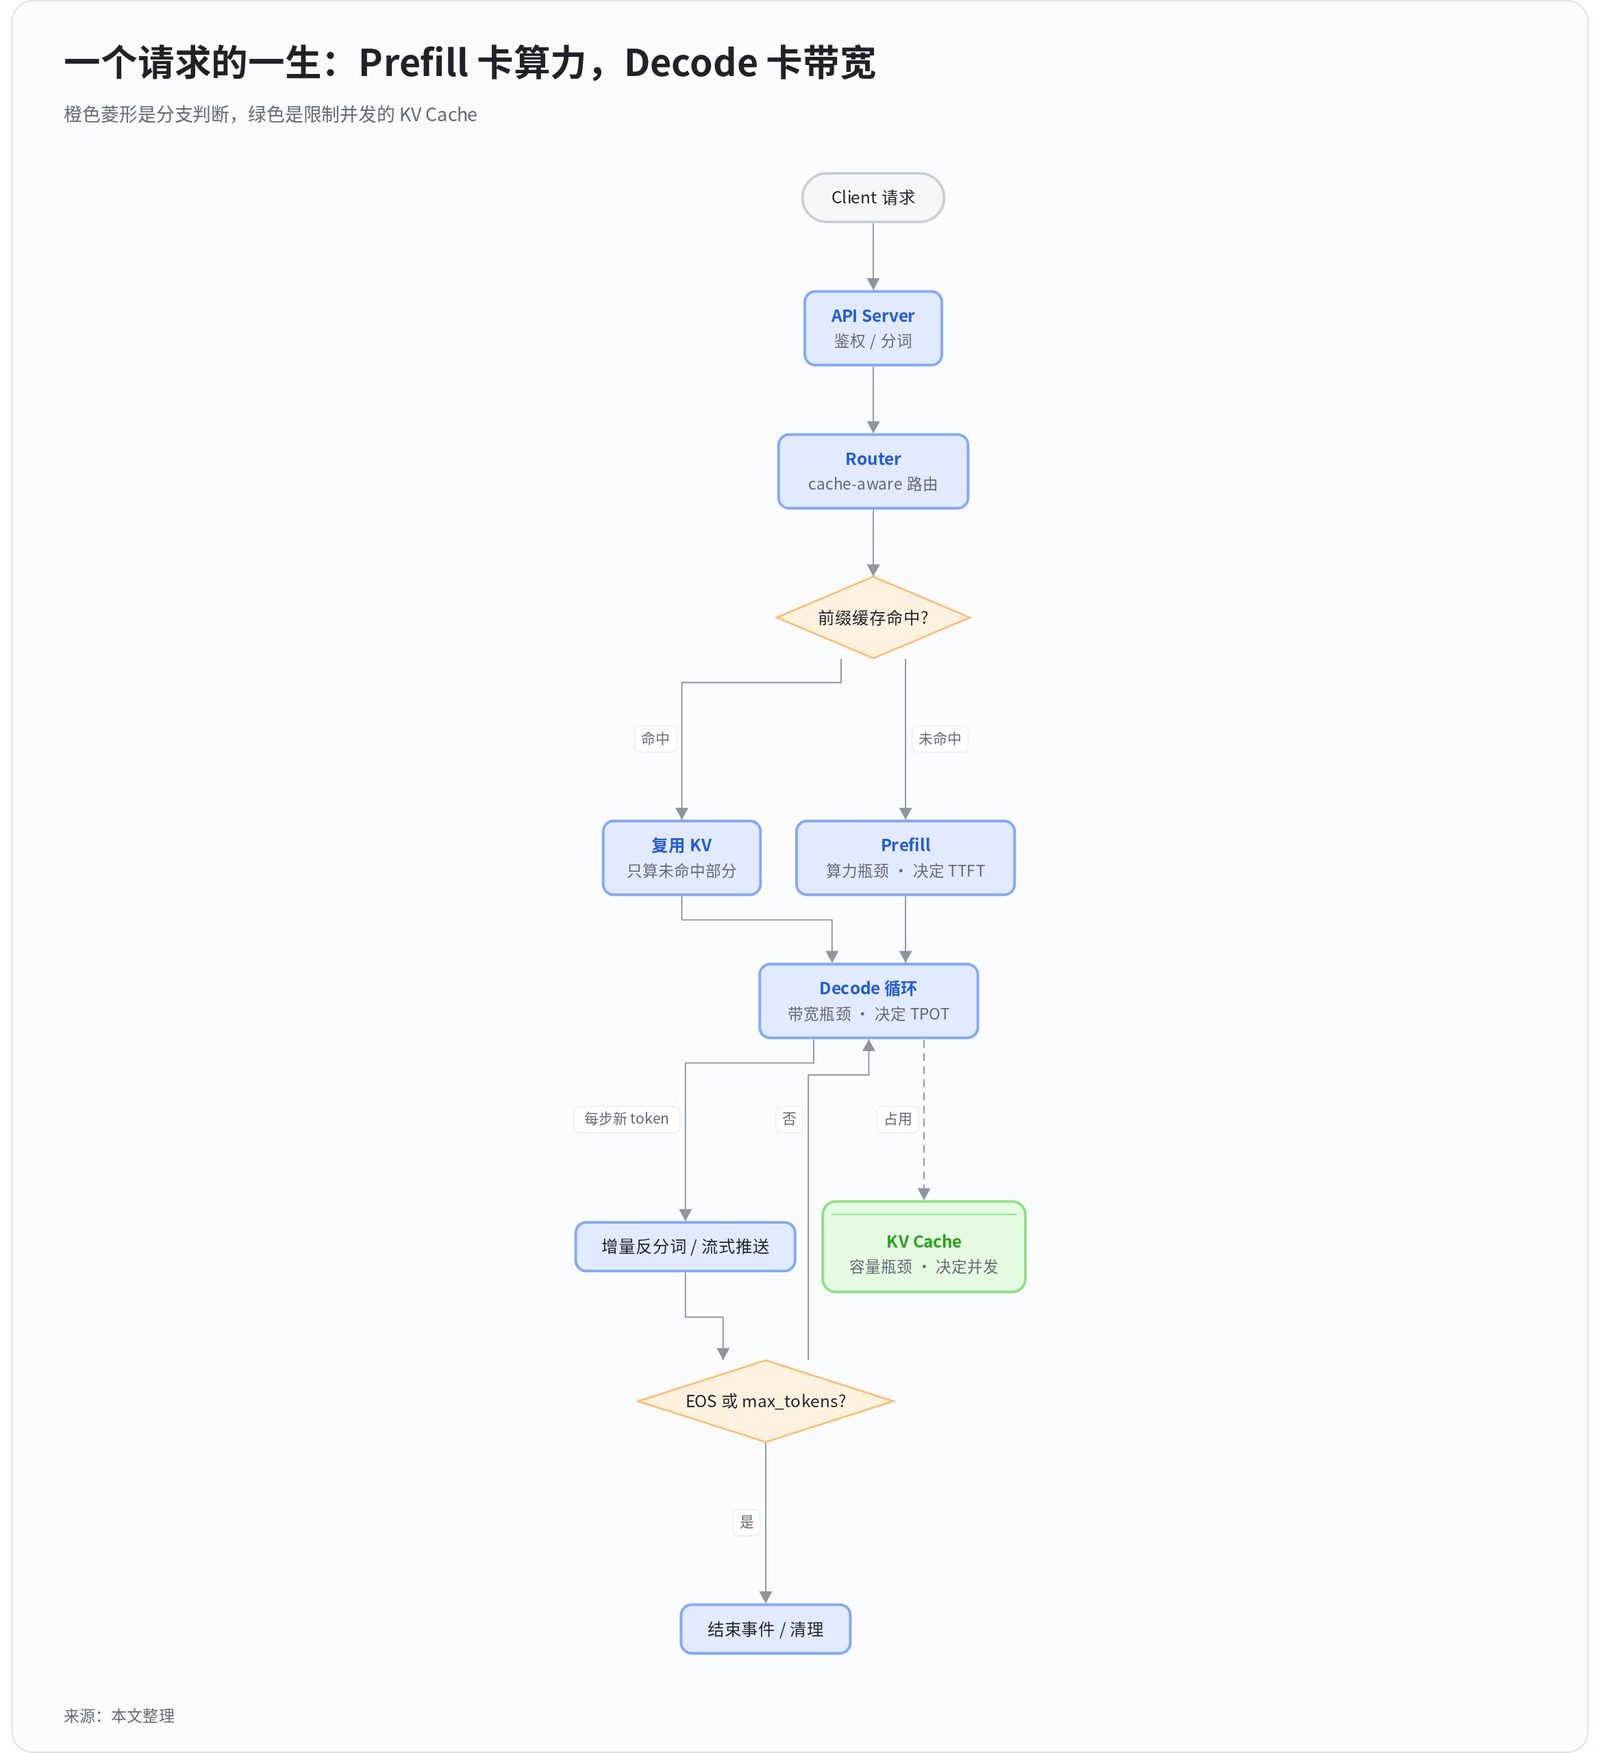 一个请求的一生：Prefill 卡算力，Decode 卡带宽
橙色菱形是分支判断，绿色是限制并发的 KV Cache
Client 请求
API Server
鉴权 / 分词
Router
cache-aware 路由
前缀缓存命中?
命中
未命中
复用 KV
只算未命中部分
Prefill
算力瓶颈 · 决定 TTFT
Decode 循环
带宽瓶颈 · 决定 TPOT
每步新 token
否
占用
增量反分词 / 流式推送
KV Cache
容量瓶颈 · 决定并发
EOS 或 max_tokens?
是
结束事件 / 清理
来源：本文整理